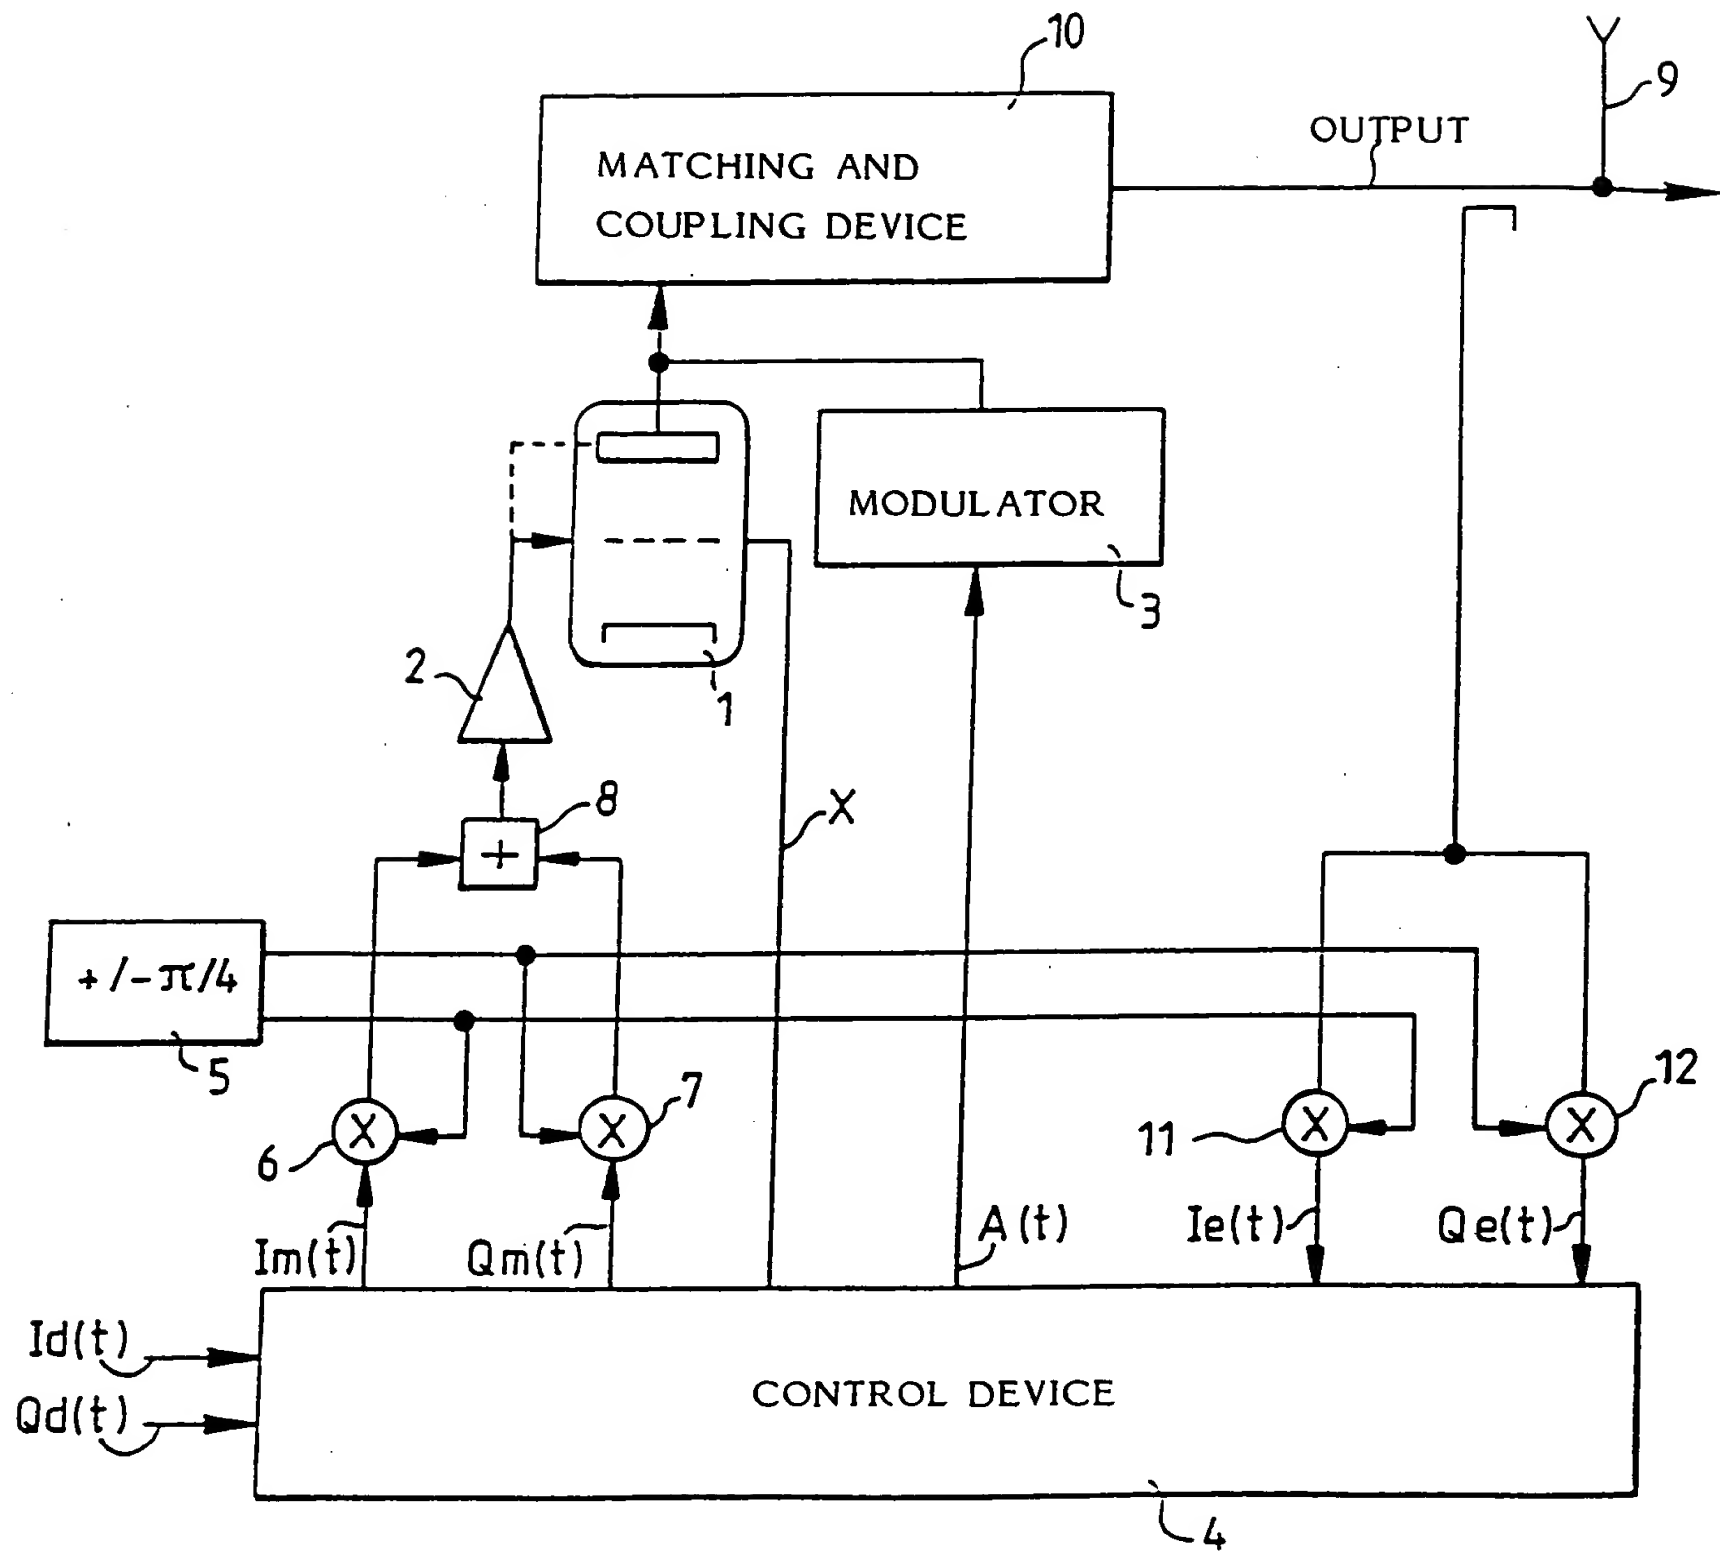 10
9
OUTPUT
MATCHING AND
COUPLING DEVICE
MODULATOR
3
2
1
8
X
+
+/-π/4
5
12
7
X
X
X
X
11
6
A(t)
Ie(t)
Qe(t)
Im(t)
Qm(t)
Id(t)
Qd(t)
CONTROL DEVICE
4